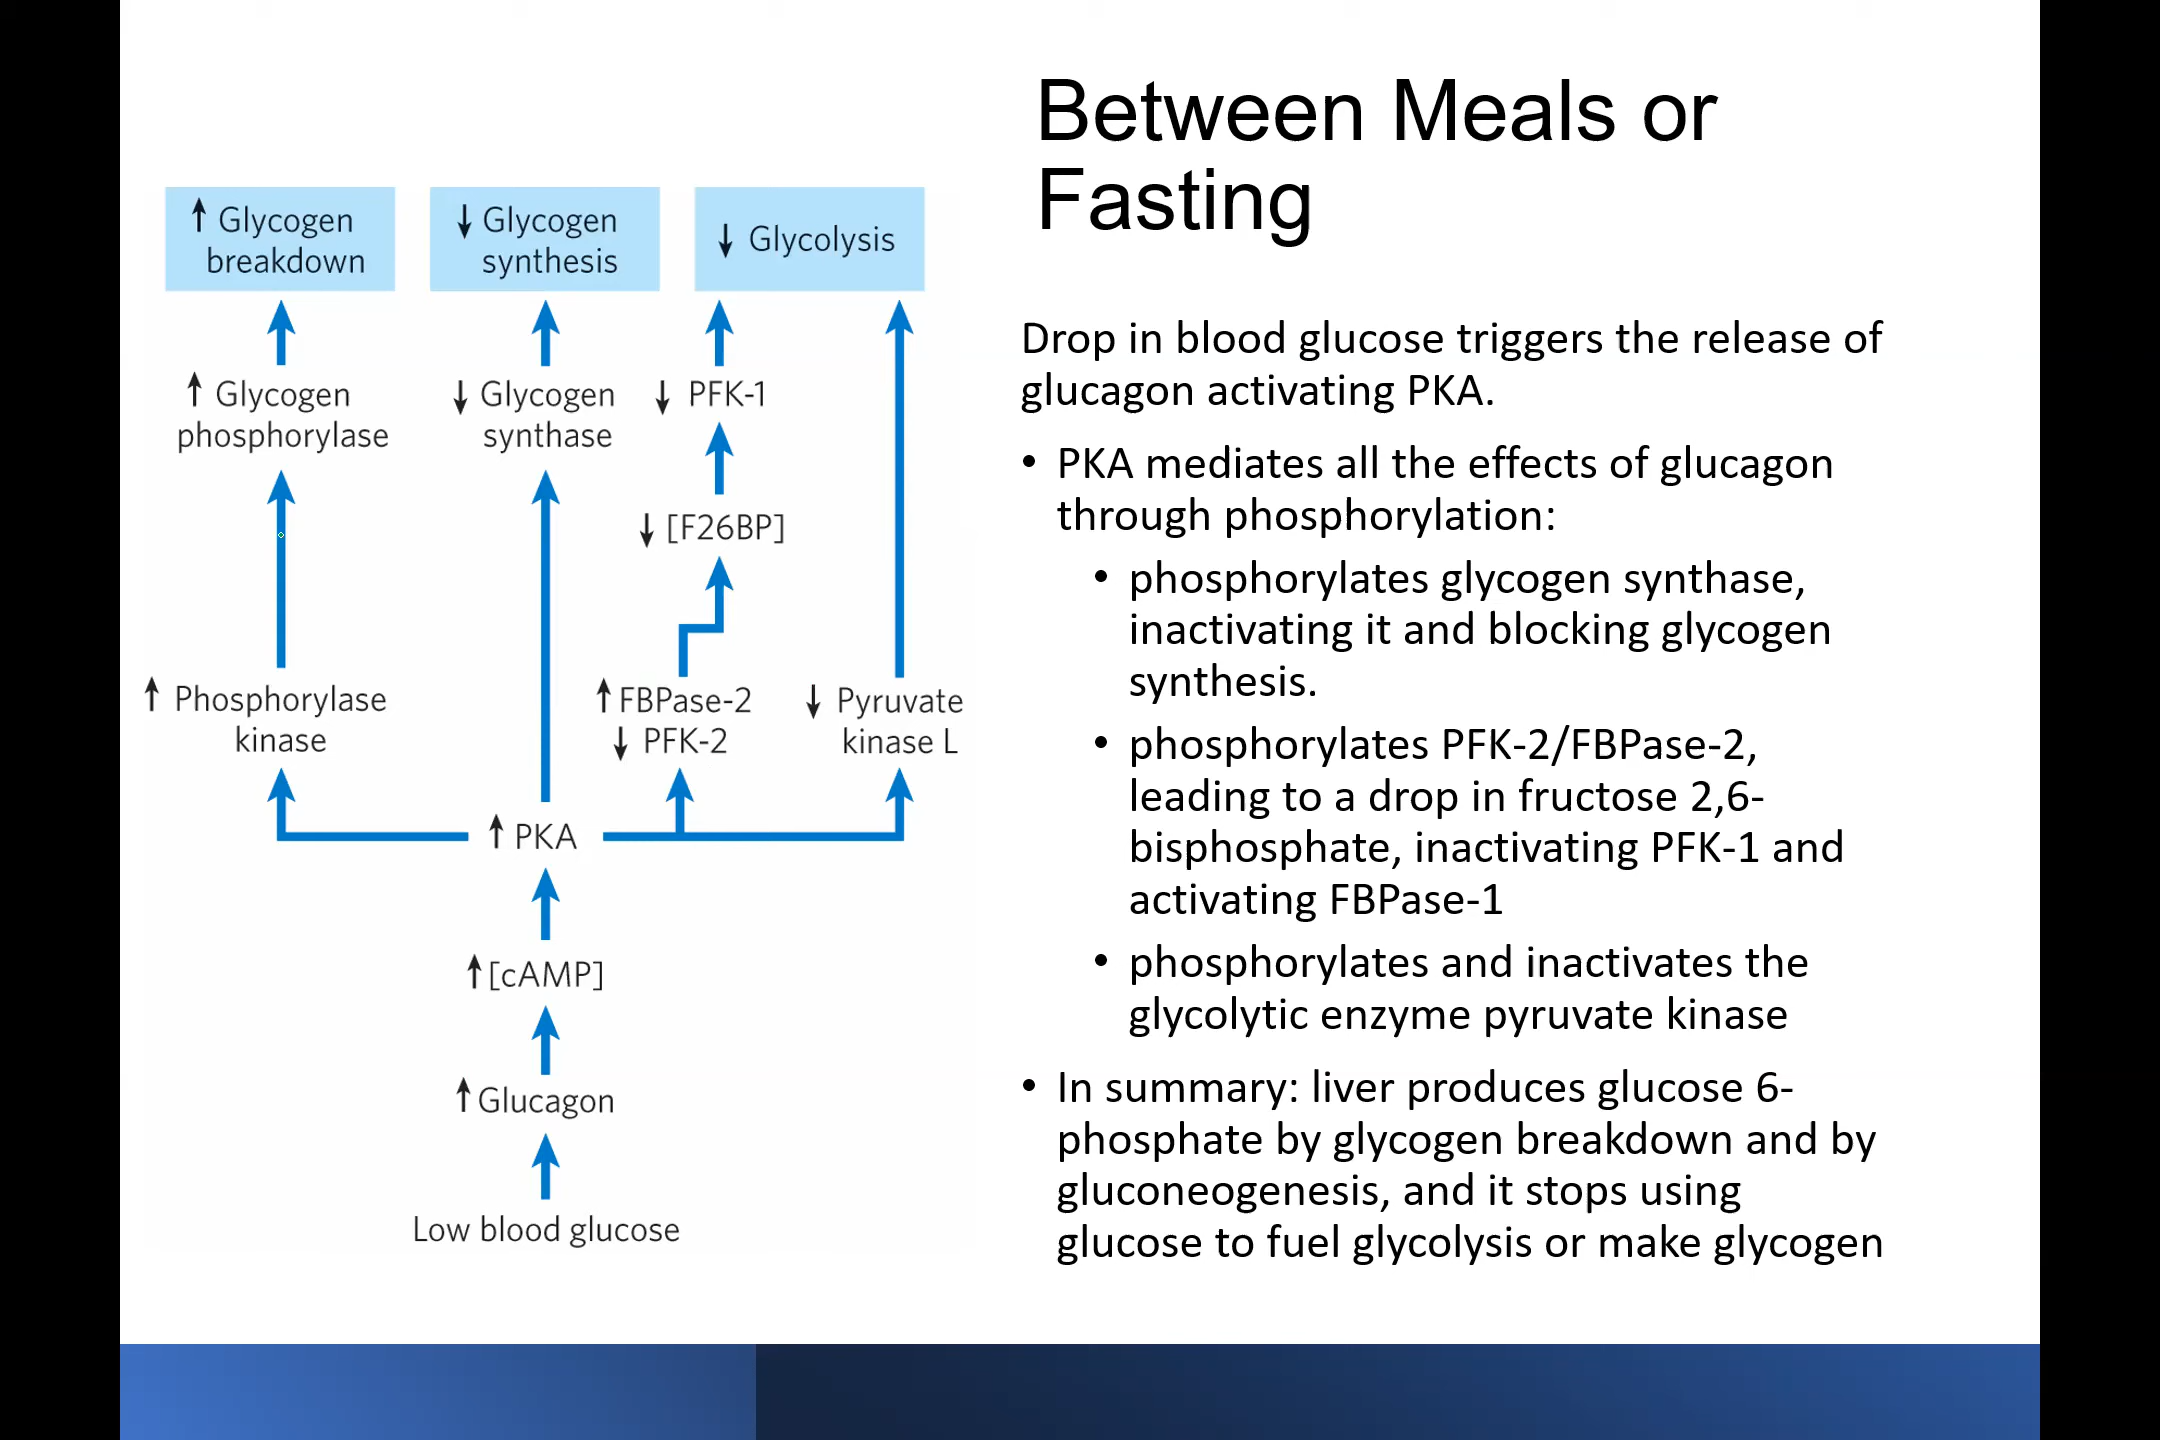 Between Meals or
Fasting
↑ Glycogen
breakdown
↓ Glycogen
synthesis
↓ Glycolysis
↑ Glycogen
phosphorylase
↓ Glycogen
synthase
↓ PFK-1
↓ [F26BP]
↑ Phosphorylase
kinase
↑ FBPase-2
↓ PFK-2
↓ Pyruvate
kinase L
↑ PKA
↑ [cAMP]
↑ Glucagon
Low blood glucose
Drop in blood glucose triggers the release of
glucagon activating PKA.
• PKA mediates all the effects of glucagon
through phosphorylation:
• phosphorylates glycogen synthase,
inactivating it and blocking glycogen
synthesis.
• phosphorylates PFK-2/FBPase-2,
leading to a drop in fructose 2,6-
bisphosphate, inactivating PFK-1 and
activating FBPase-1
• phosphorylates and inactivates the
glycolytic enzyme pyruvate kinase
• In summary: liver produces glucose 6-
phosphate by glycogen breakdown and by
gluconeogenesis, and it stops using
glucose to fuel glycolysis or make glycogen